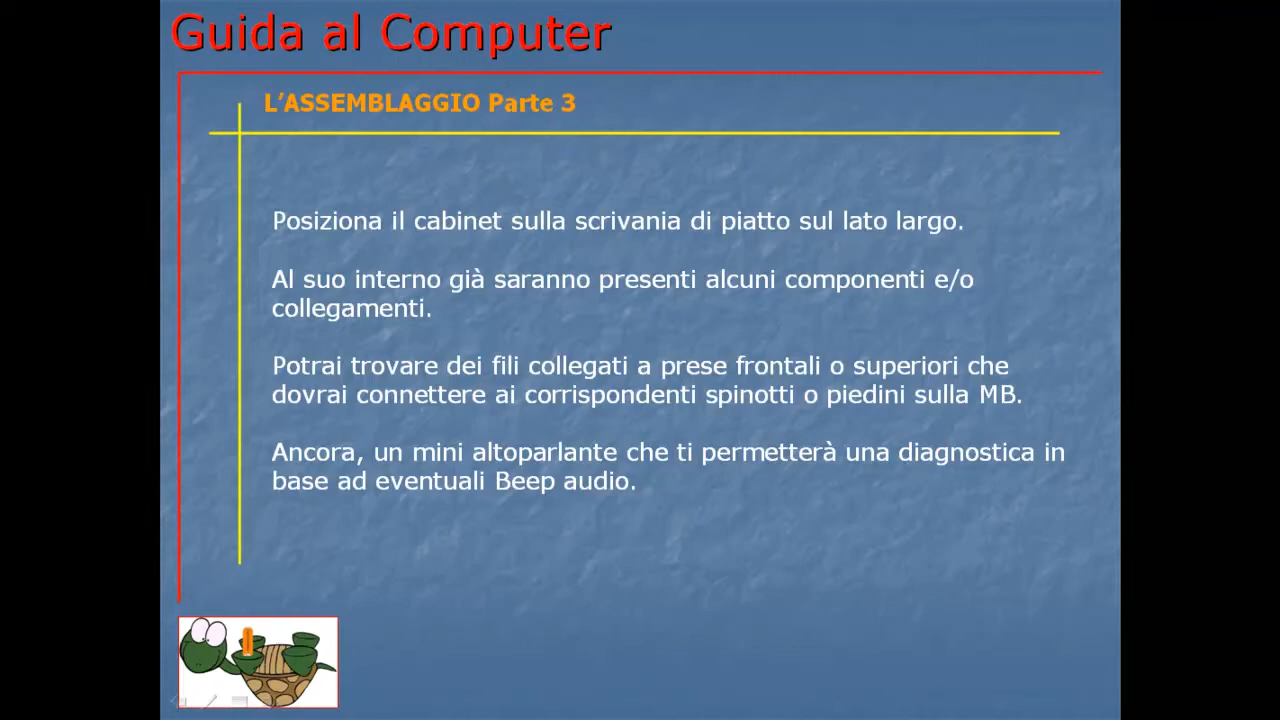 Guida al Computer
L’ASSEMBLAGGIO Parte 3
Posiziona il cabinet sulla scrivania di piatto sul lato largo.
Al suo interno già saranno presenti alcuni componenti e/o
collegamenti.
Potrai trovare dei fili collegati a prese frontali o superiori che
dovrai connettere ai corrispondenti spinotti o piedini sulla MB.
Ancora, un mini altoparlante che ti permetterà una diagnostica in
base ad eventuali Beep audio.